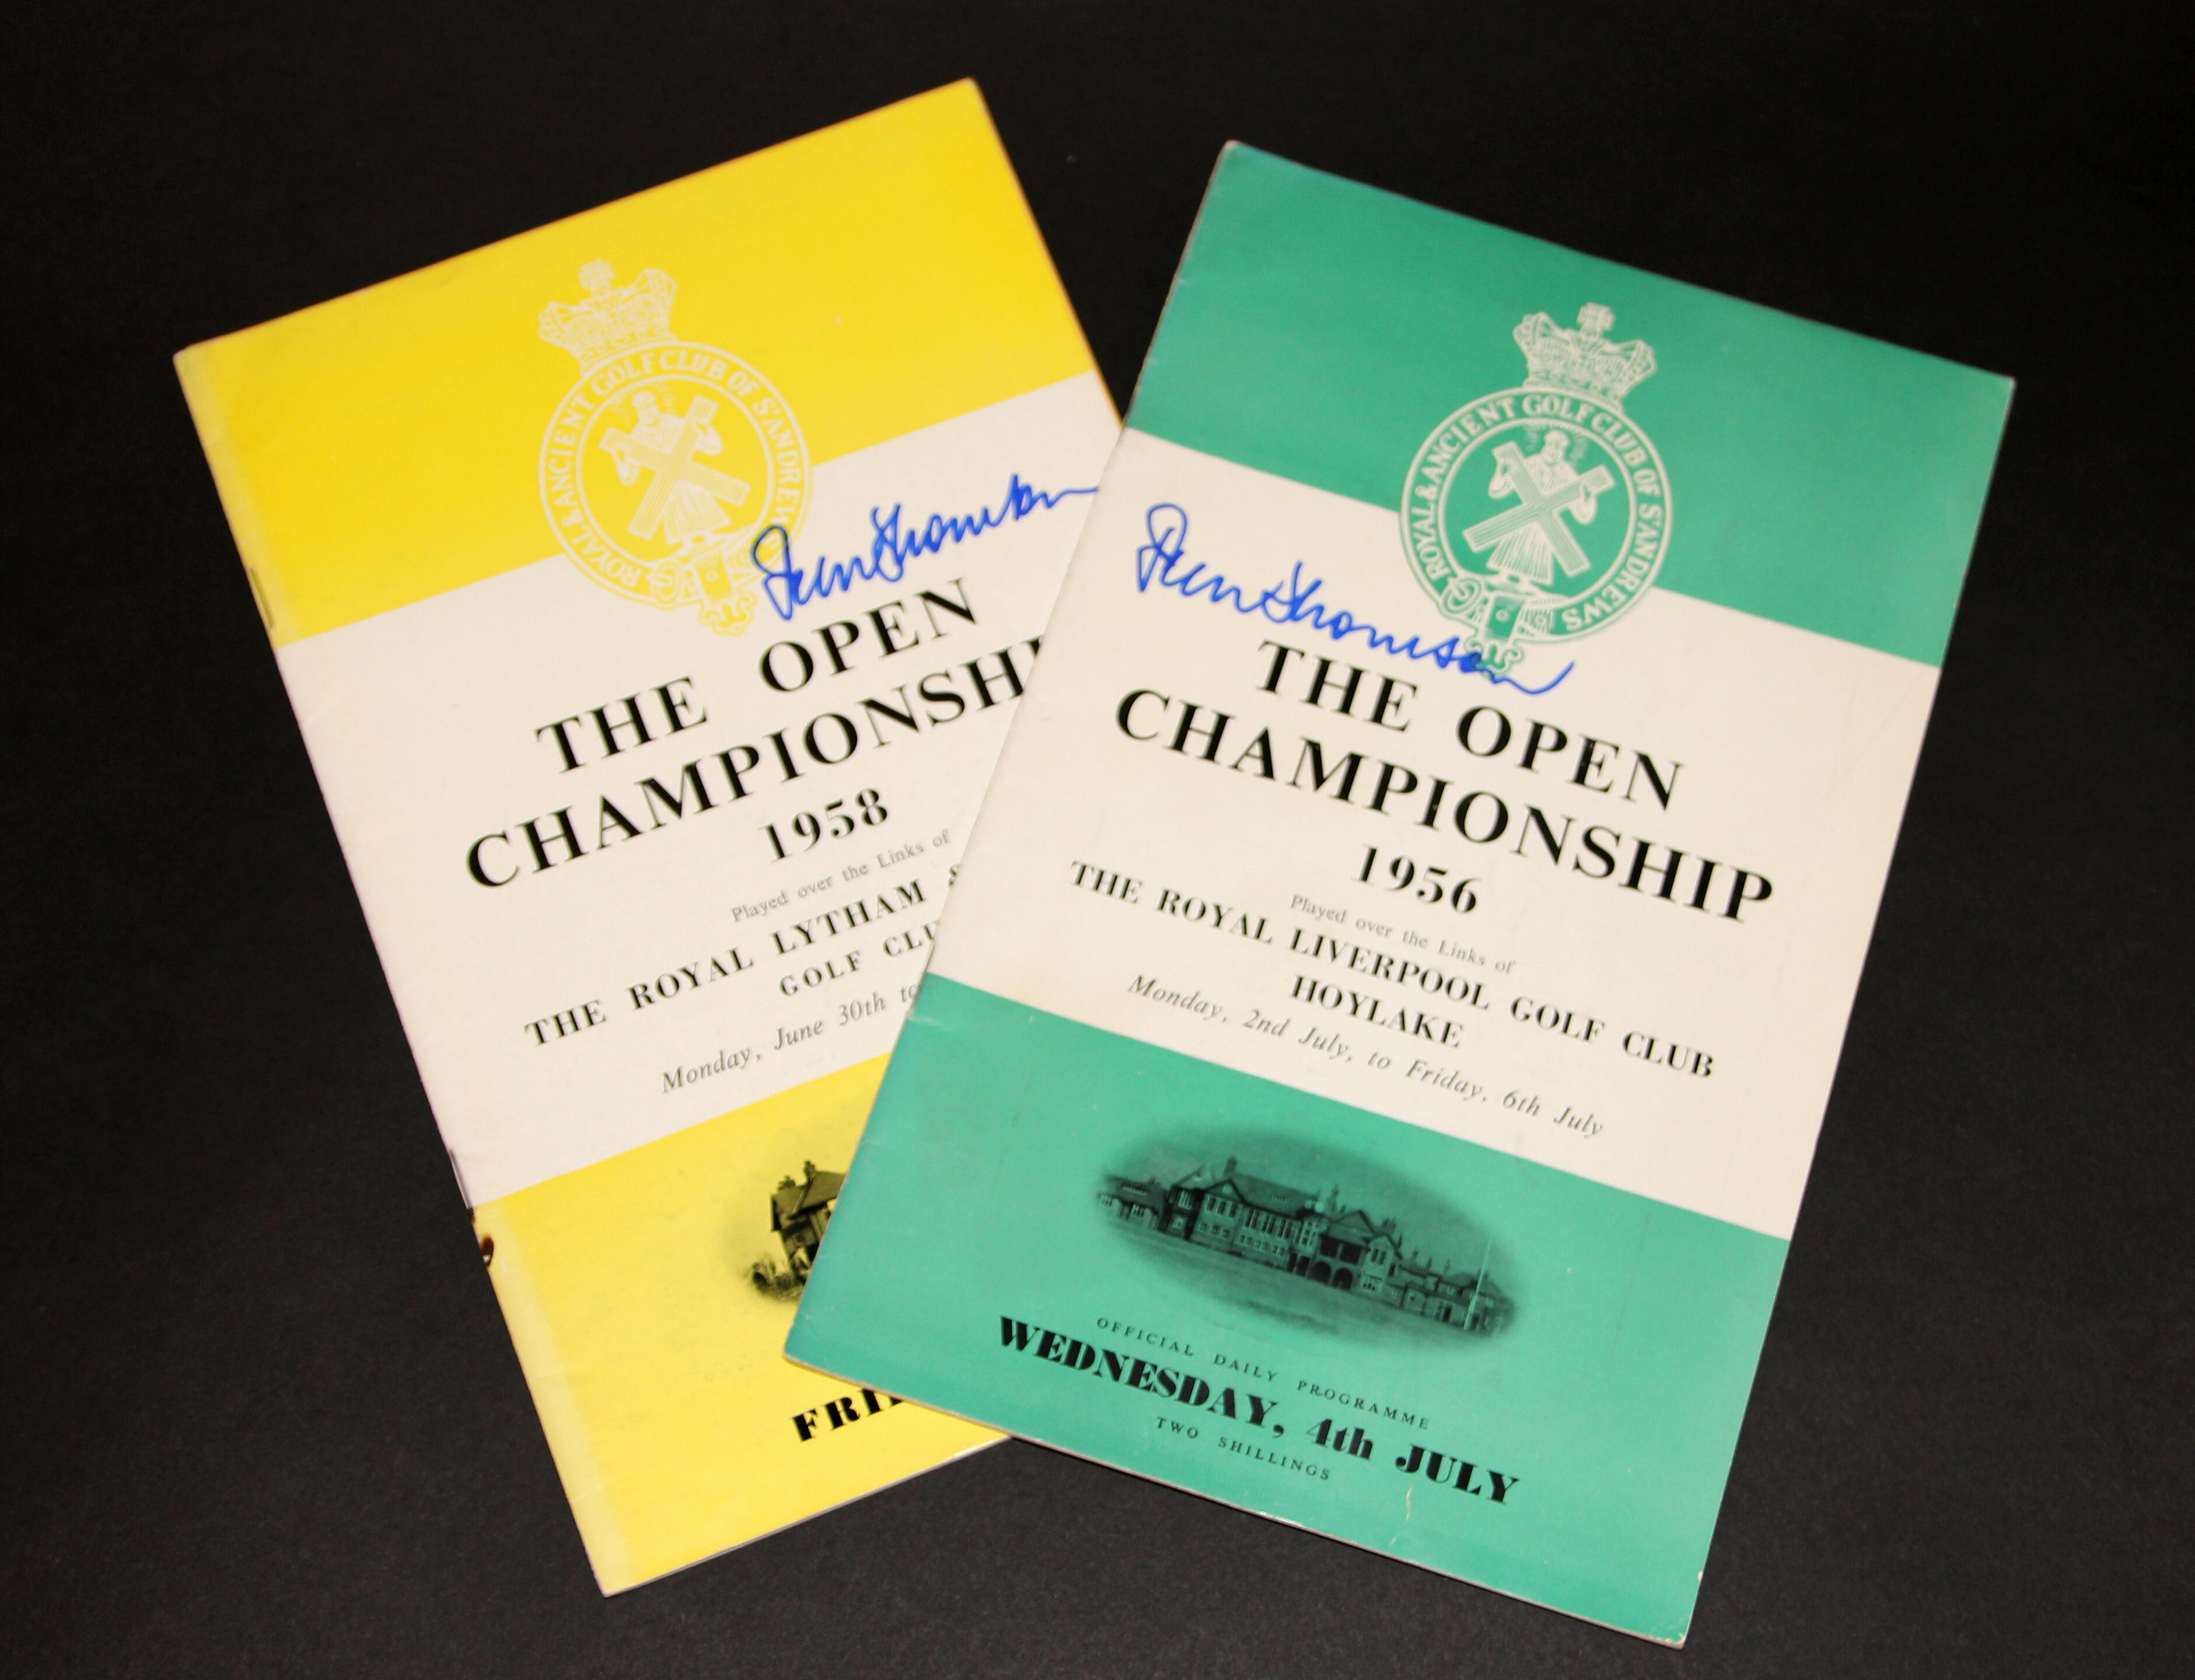 ROYAL & ANCIENT GOLF CLUB OF ST ANDREWS
Peter Thomson
THE OPEN
CHAMPIONSHI
1958
Played over the Links of
THE ROYAL LYTHAM &
GOLF CLU
Monday, June 30th to
FRI
ROYAL & ANCIENT GOLF CLUB OF ST ANDREWS
Peter Thomson
THE OPEN
CHAMPIONSHIP
1956
Played over the Links of
THE ROYAL LIVERPOOL GOLF CLUB
HOYLAKE
Monday, 2nd July, to Friday, 6th July
OFFICIAL DAILY PROGRAMME
WEDNESDAY, 4th JULY
TWO SHILLINGS